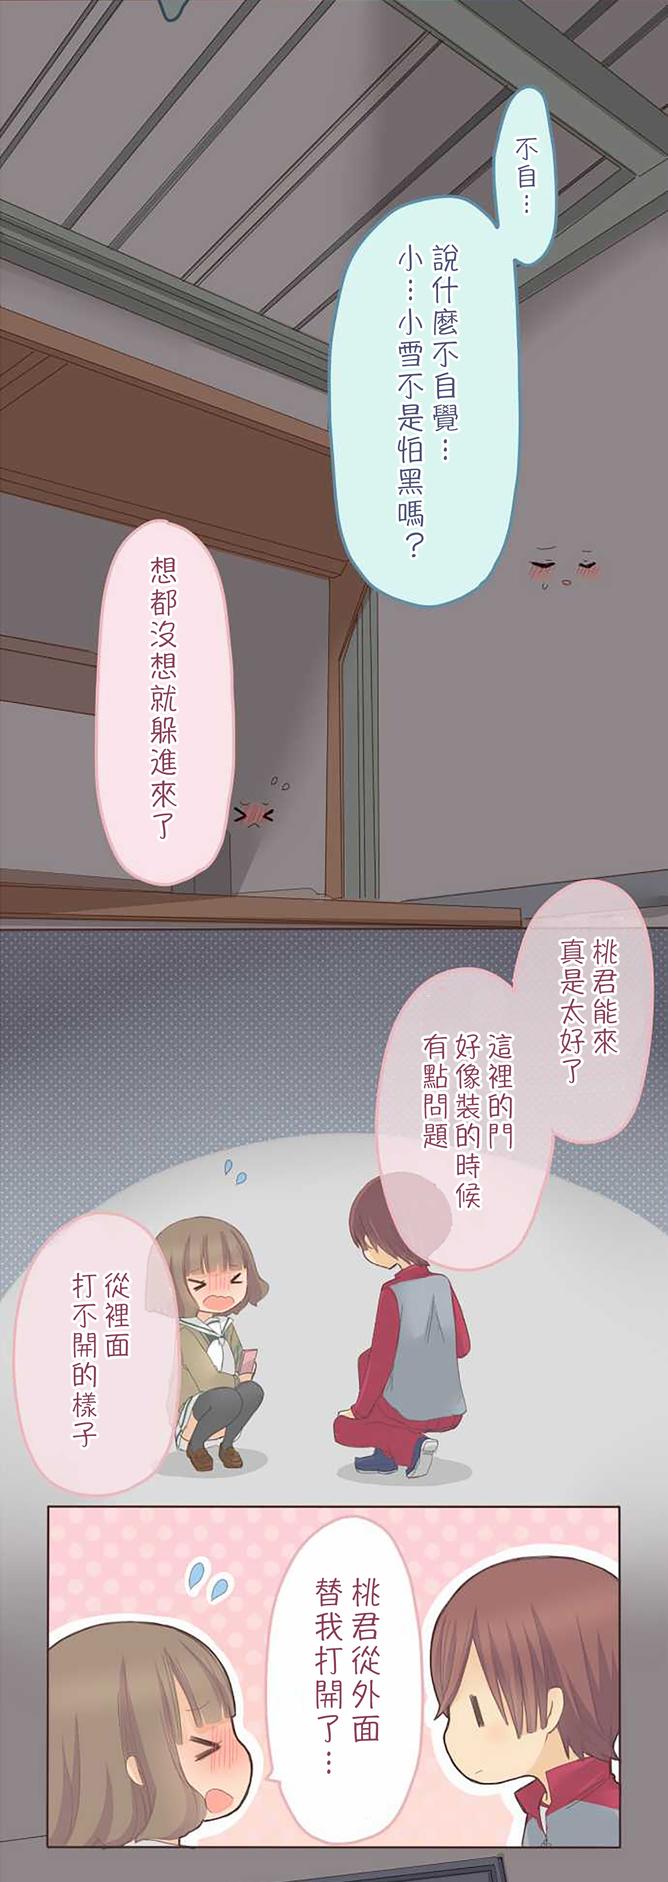 不自…
說什麼不自覺…
小…小雪不是怕黑嗎？
想都沒想就躲進來了
桃君能來
真是太好了
這裡的門
好像裝的時候
有點問題
從裡面
打不開的樣子
桃君從外面
替我打開了…